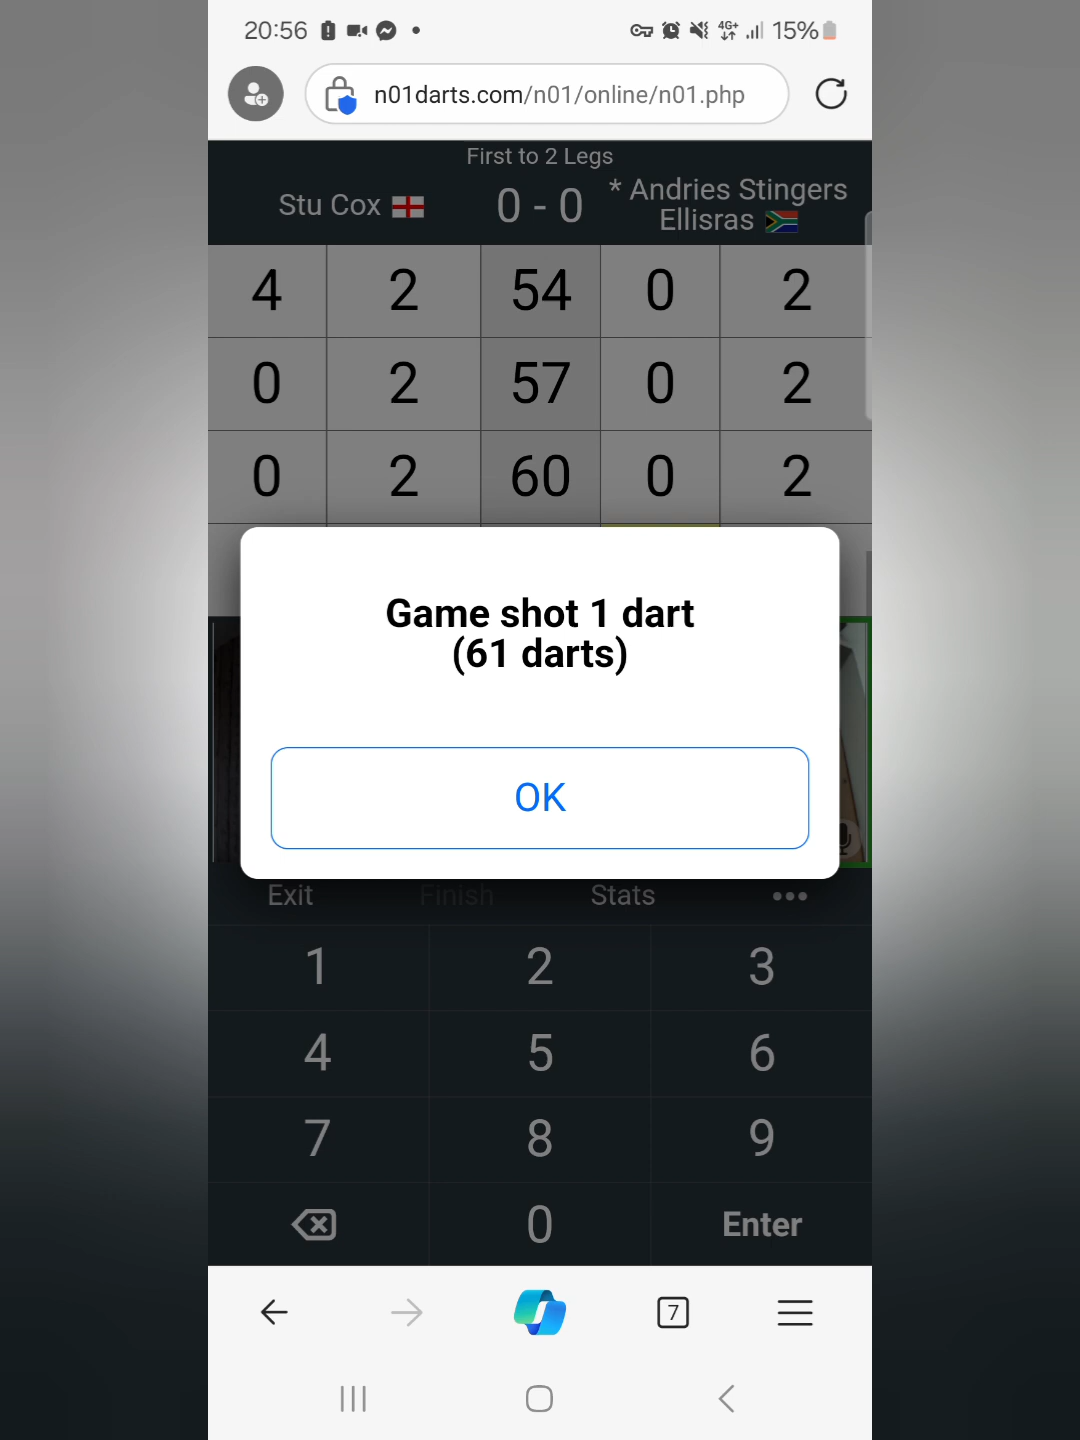 20:56 4G+ 15%
n01darts.com/n01/online/n01.php
First to 2 Legs
Stu Cox 0 - 0 * Andries Stingers
Ellisras
4 2 54 0 2
0 2 57 0 2
0 2 60 0 2
Game shot 1 dart
(61 darts)
OK
Exit Finish Stats •••
1 2 3
4 5 6
7 8 9
0 Enter
7